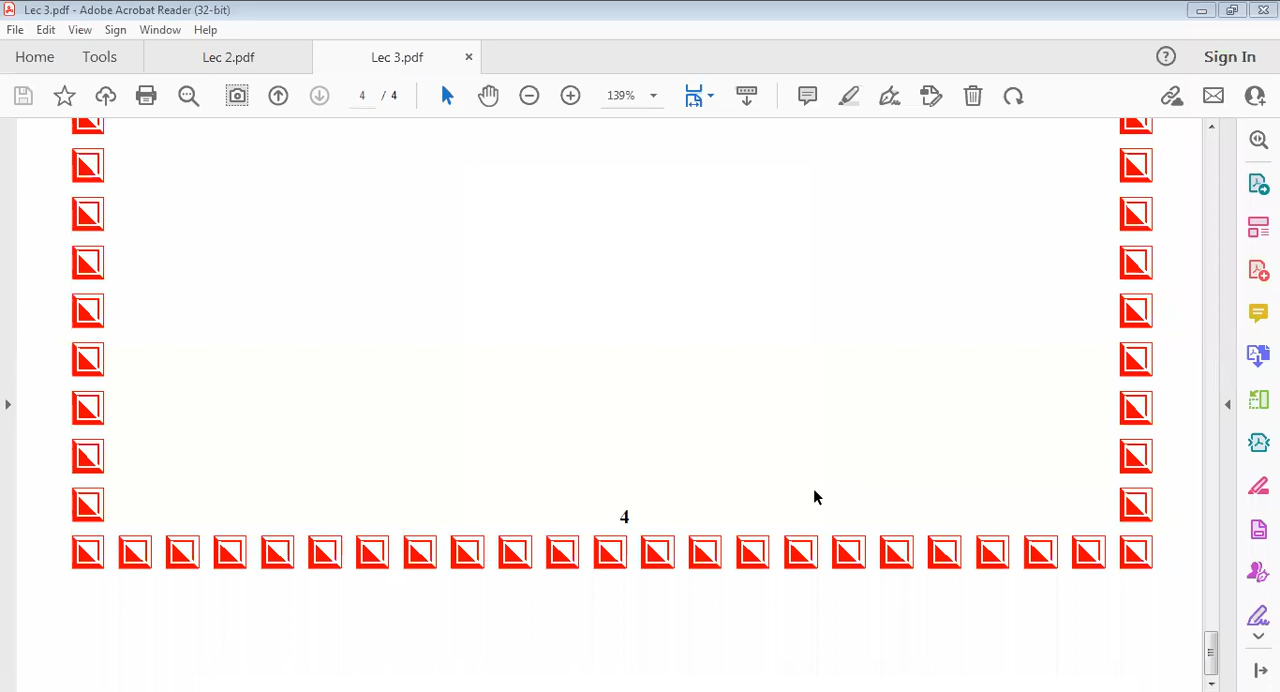 Lec 3.pdf - Adobe Acrobat Reader (32-bit)
File Edit View Sign Window Help
Home Tools Lec 2.pdf Lec 3.pdf × ? Sign In
4 / 4 139%
4